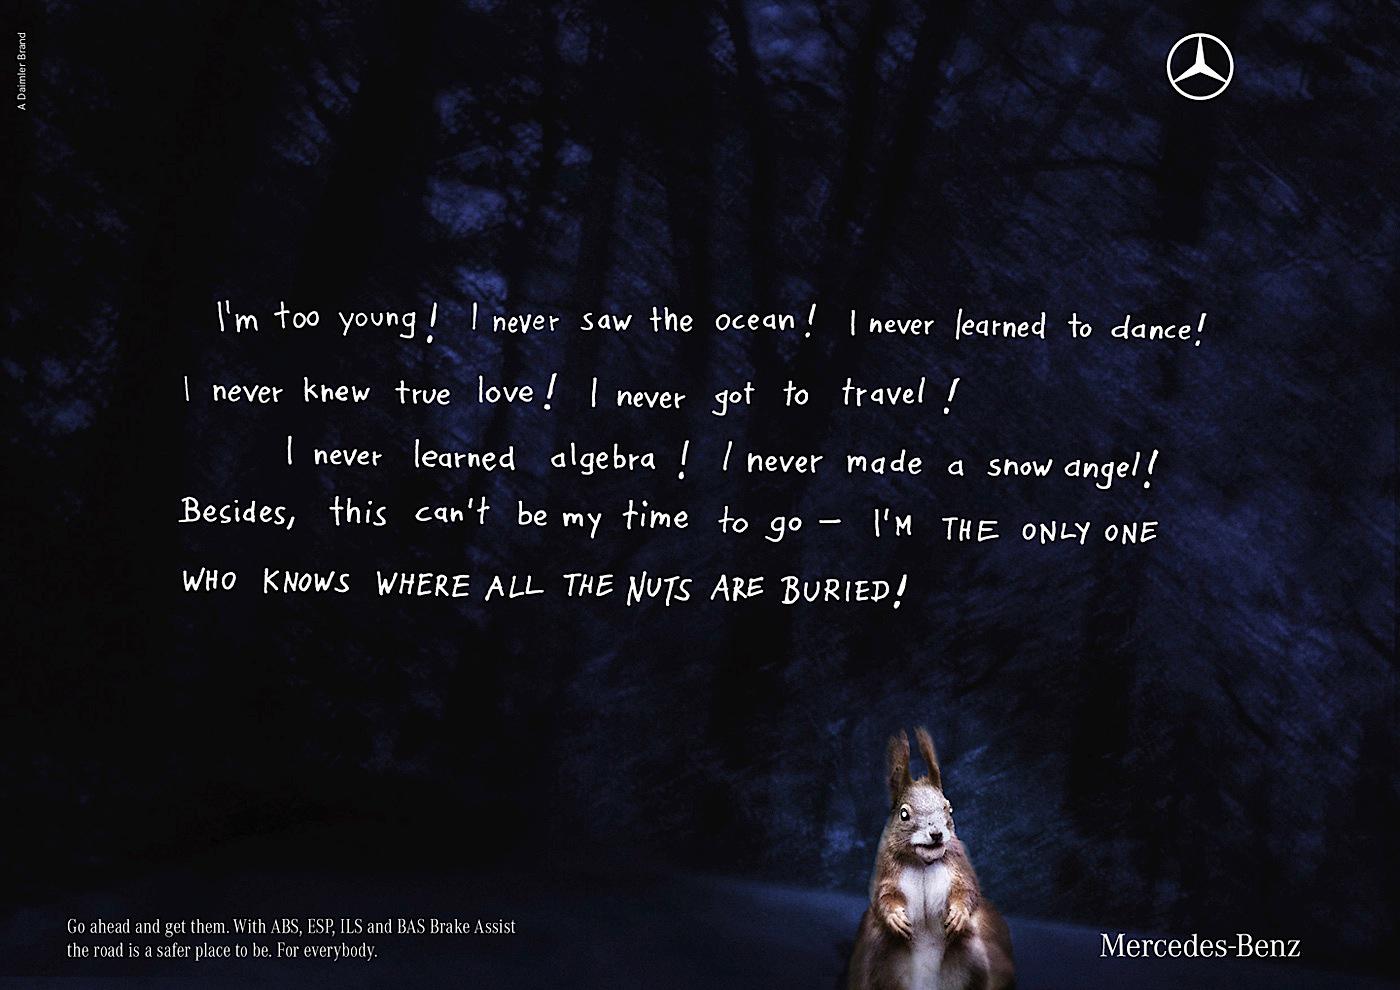 A Daimler Brand
I'm too young! I never saw the ocean! I never learned to dance!
I never knew true love! I never got to travel!
I never learned algebra! I never made a snow angel!
Besides, this can't be my time to go – I'M THE ONLY ONE
WHO KNOWS WHERE ALL THE NUTS ARE BURIED!
Go ahead and get them. With ABS, ESP, ILS and BAS Brake Assist
the road is a safer place to be. For everybody.
Mercedes-Benz